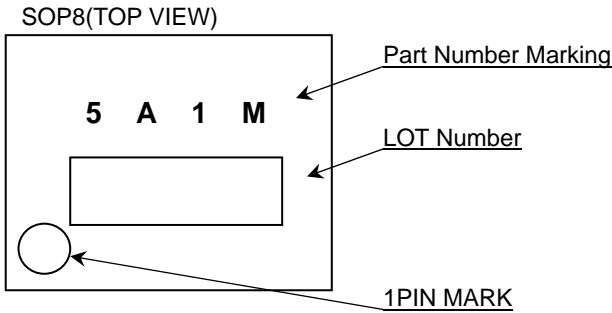 SOP8(TOP VIEW)
Part Number Marking
5 A 1 M
LOT Number
1PIN MARK